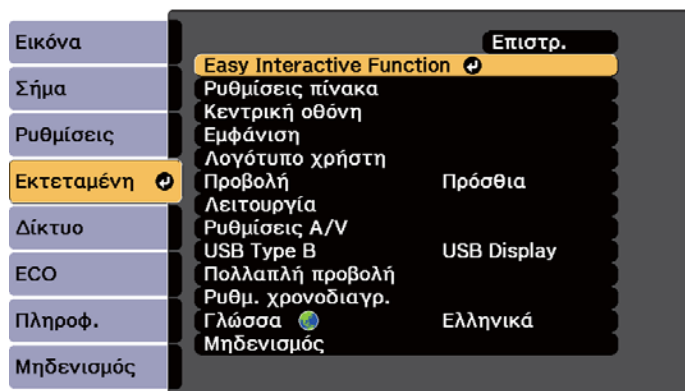 Εικόνα
Σήμα
Ρυθμίσεις
Εκτεταμένη
Δίκτυο
ECO
Πληροφ.
Μηδενισμός
Επιστρ.
Easy Interactive Function
Ρυθμίσεις πίνακα
Κεντρική οθόνη
Εμφάνιση
Λογότυπο χρήστη
Προβολή Πρόσθια
Λειτουργία
Ρυθμίσεις A/V
USB Type B USB Display
Πολλαπλή προβολή
Ρυθμ. χρονοδιαγρ.
Γλώσσα Ελληνικά
Μηδενισμός